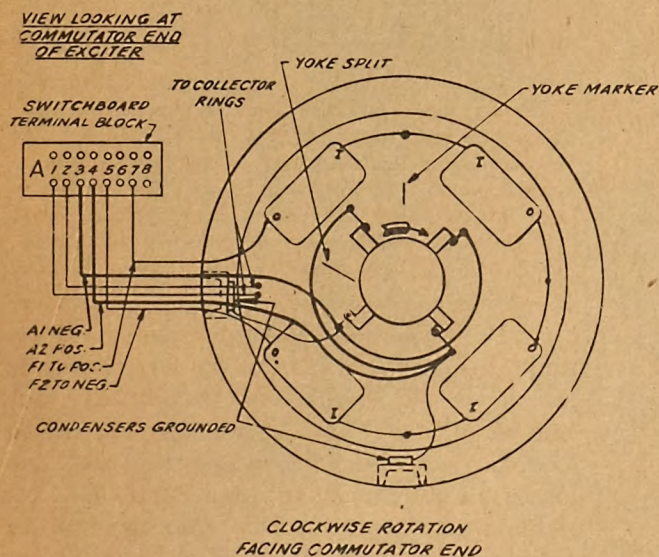 VIEW LOOKING AT
COMMUTATOR END
OF EXCITER
YOKE SPLIT
TO COLLECTOR
RINGS
YOKE MARKER
SWITCHBOARD
TERMINAL BLOCK
A 1 2 3 4 5 6 7 8
I
I
O
O
O
O
I
I
A1 NEG.
A2 POS.
F1 TO POS.
F2 TO NEG.
CONDENSERS GROUNDED
CLOCKWISE ROTATION
FACING COMMUTATOR END